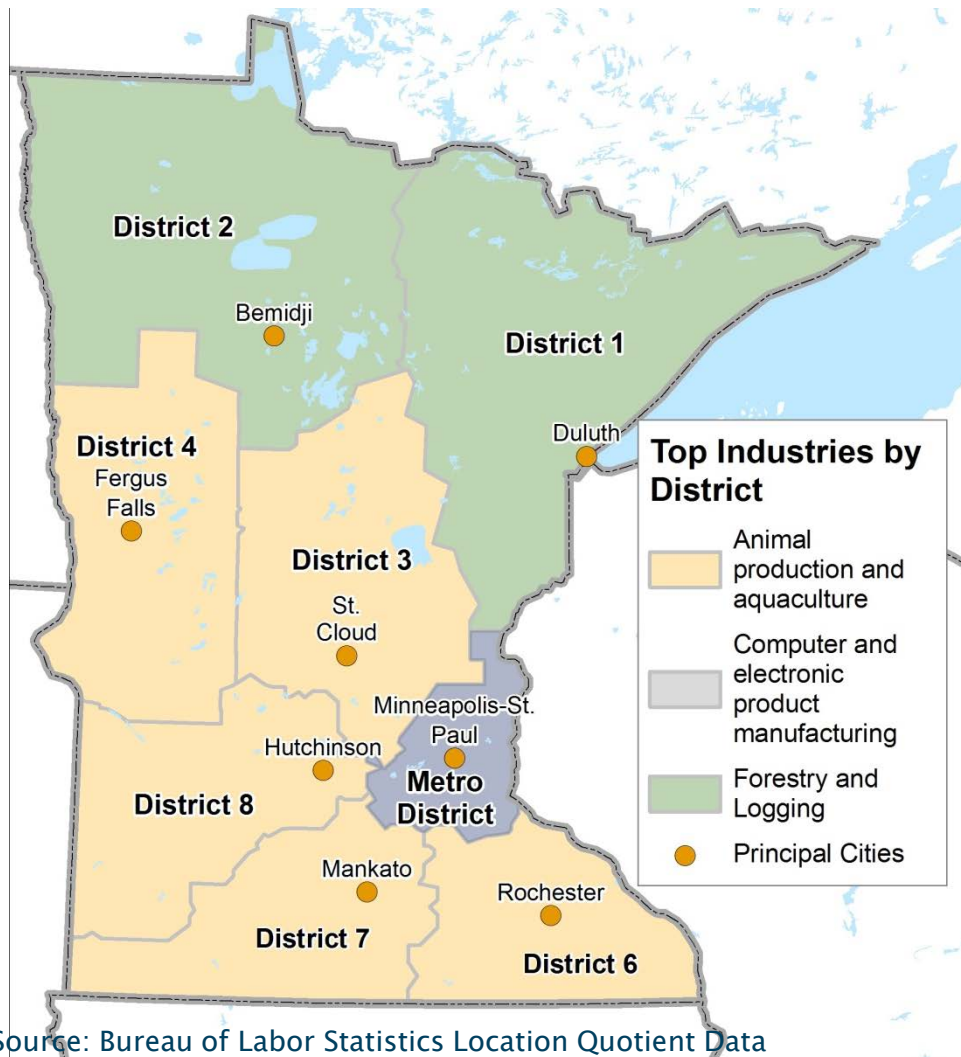 District 2
Bemidji
District 1
Duluth
District 4
Fergus
Falls
District 3
St.
Cloud
Minneapolis-St.
Paul
Hutchinson
Metro
District
District 8
Mankato
Rochester
District 7
District 6
Top Industries by
District
Animal
production and
aquaculture
Computer and
electronic
product
manufacturing
Forestry and
Logging
Principal Cities
Source: Bureau of Labor Statistics Location Quotient Data